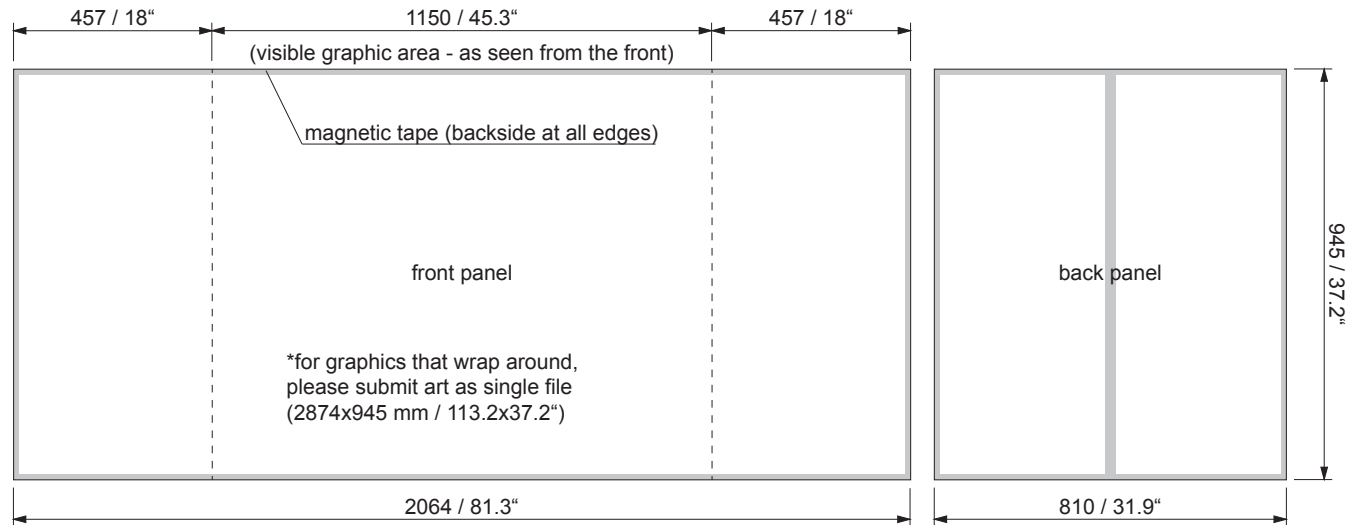 457 / 18“
1150 / 45.3“
457 / 18“
(visible graphic area - as seen from the front)
magnetic tape (backside at all edges)
front panel
back panel
945 / 37.2“
*for graphics that wrap around,
please submit art as single file
(2874x945 mm / 113.2x37.2“)
2064 / 81.3“
810 / 31.9“